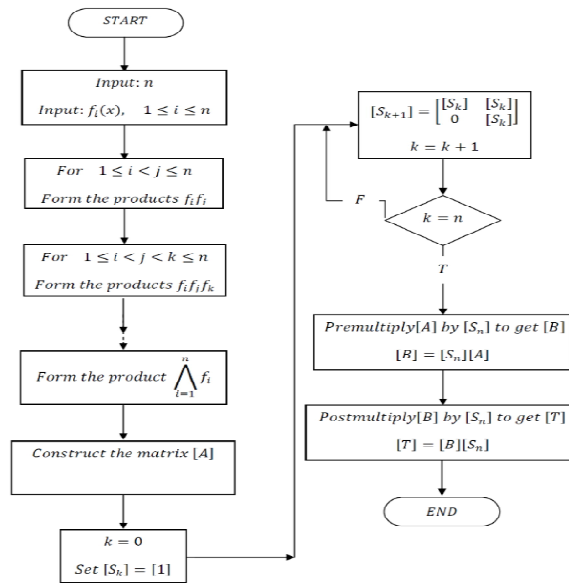 START
Input: n
Input: f_i(x),   1 ≤ i ≤ n
For   1 ≤ i < j ≤ n
Form the products f_i f_j
For   1 ≤ i < j < k ≤ n
Form the products f_i f_j f_k
Form the product ⋀_{i=1}^{n} f_i
Construct the matrix [A]
k = 0
Set [S_k] = [1]
[S_{k+1}] = [[S_k] [S_k]
0 [S_k]]
k = k + 1
F
k = n
T
Premultiply[A] by [S_n] to get [B]
[B] = [S_n][A]
Postmultiply[B] by [S_n] to get [T]
[T] = [B][S_n]
END